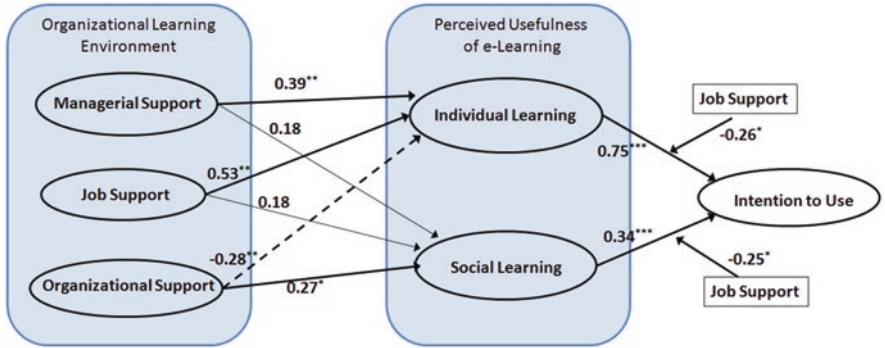 Organizational Learning
Environment
Perceived Usefulness
of e-Learning
Managerial Support
0.39**
Individual Learning
Job Support
0.18
-0.26*
0.75***
Job Support
0.53**
0.18
Intention to Use
0.34***
-0.28**
Social Learning
-0.25*
Organizational Support
0.27*
Job Support